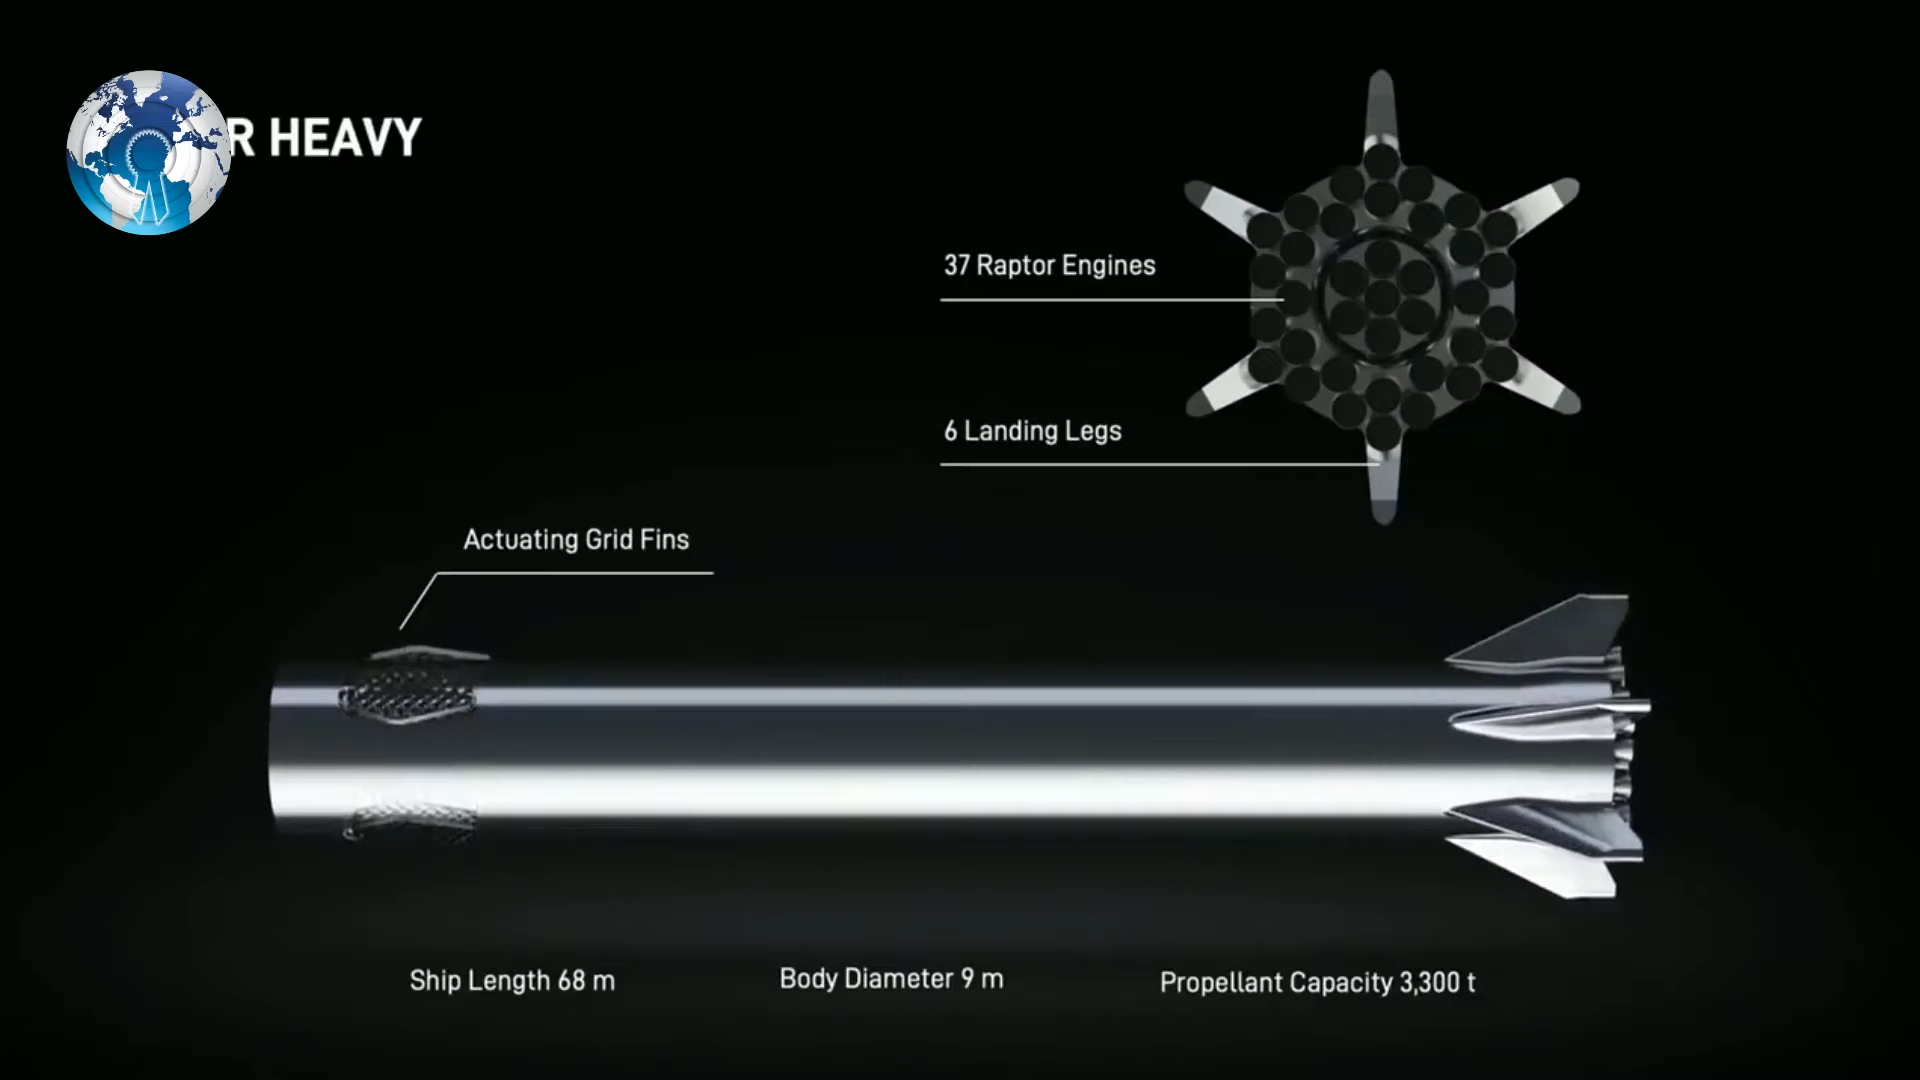 R HEAVY
37 Raptor Engines
6 Landing Legs
Actuating Grid Fins
Ship Length 68 m
Body Diameter 9 m
Propellant Capacity 3,300 t